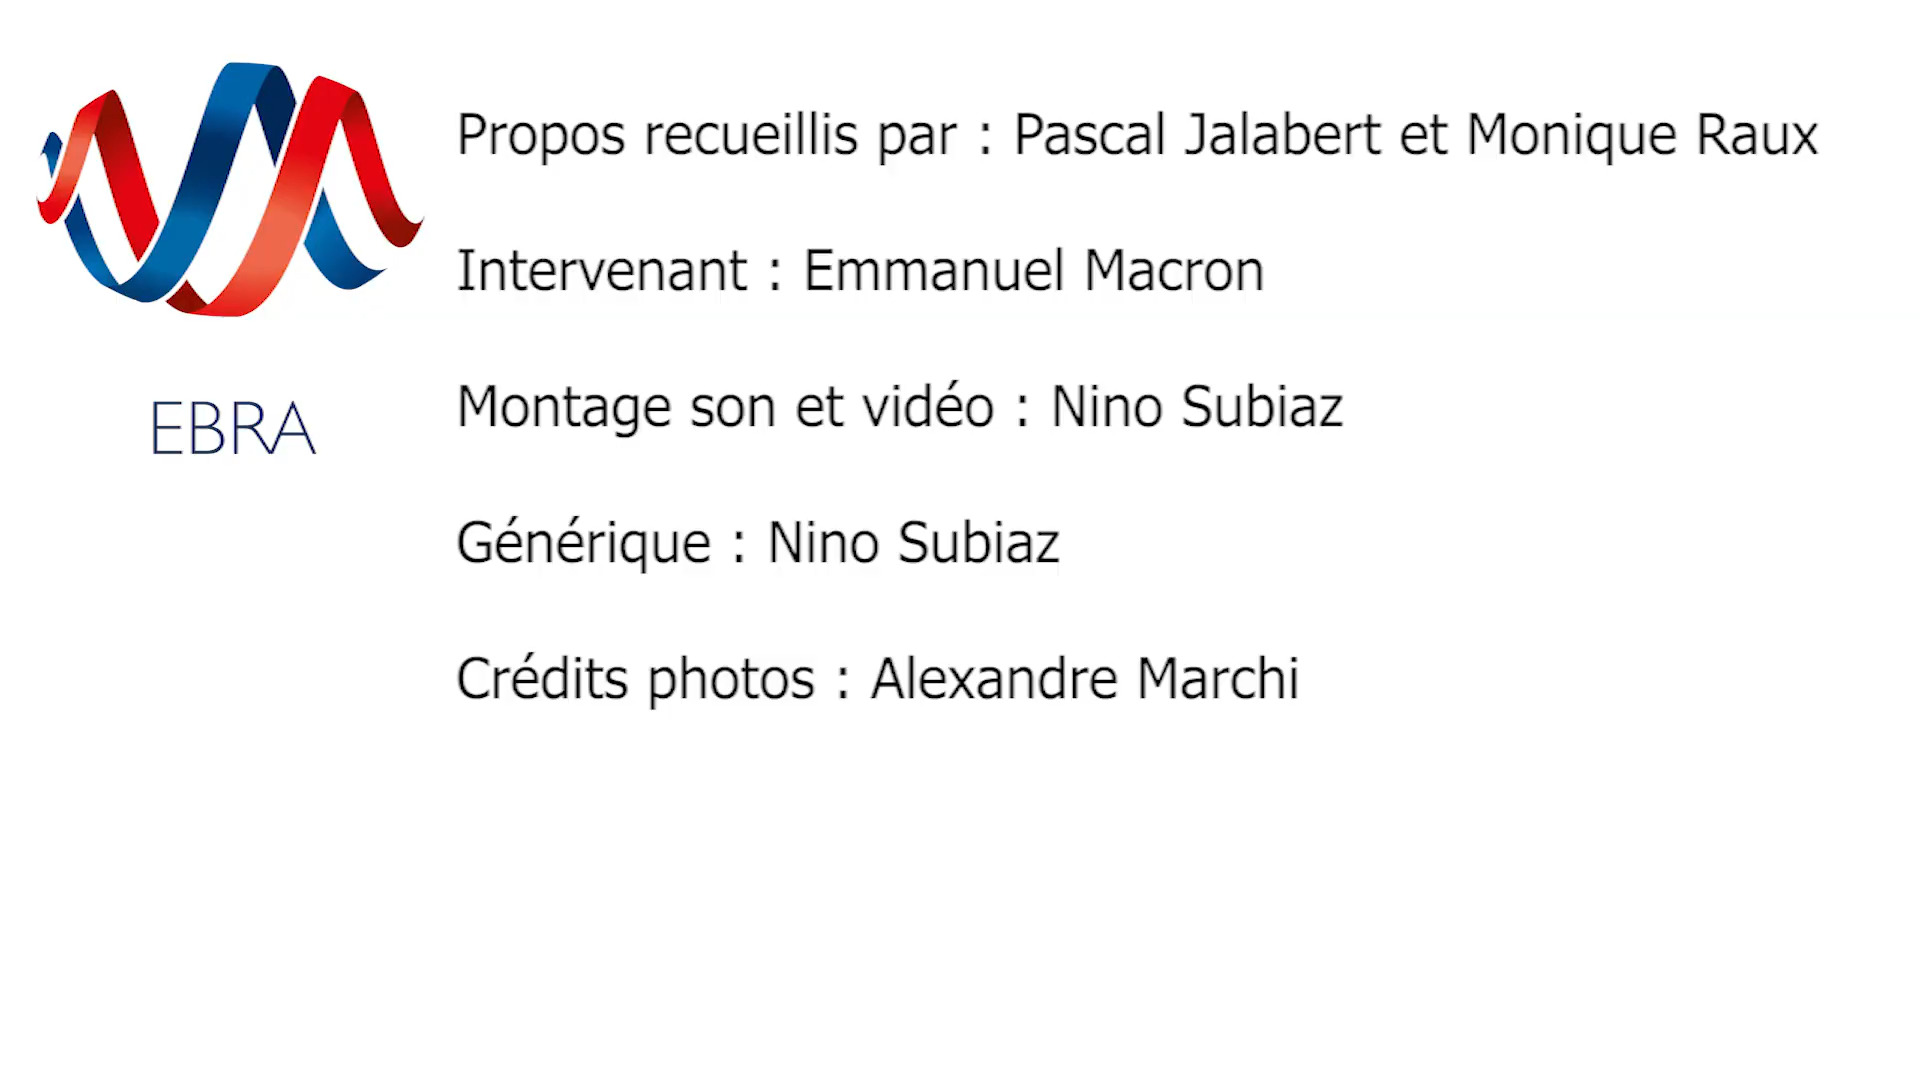 Propos recueillis par : Pascal Jalabert et Monique Raux
Intervenant : Emmanuel Macron
EBRA
Montage son et vidéo : Nino Subiaz
Générique : Nino Subiaz
Crédits photos : Alexandre Marchi